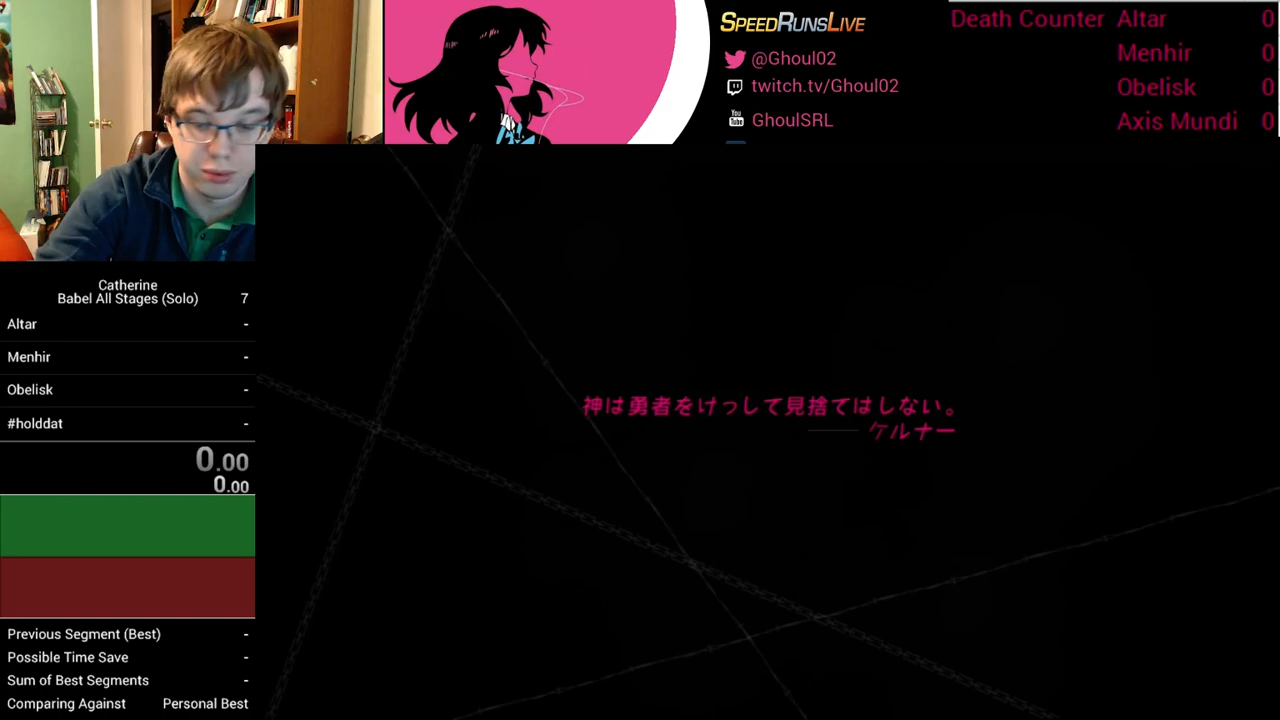 SPEEDRUNSLIVE
@Ghoul02
twitch.tv/Ghoul02
You Tube GhoulSRL
Death Counter Altar 0
Menhir 0
Obelisk 0
Axis Mundi 0
Catherine
Babel All Stages (Solo) 7
Altar -
Menhir -
Obelisk -
#holddat -
0.00
0.00
神は勇者をけっして見捨てはしない。
―― ケルナー
Previous Segment (Best) -
Possible Time Save -
Sum of Best Segments -
Comparing Against Personal Best